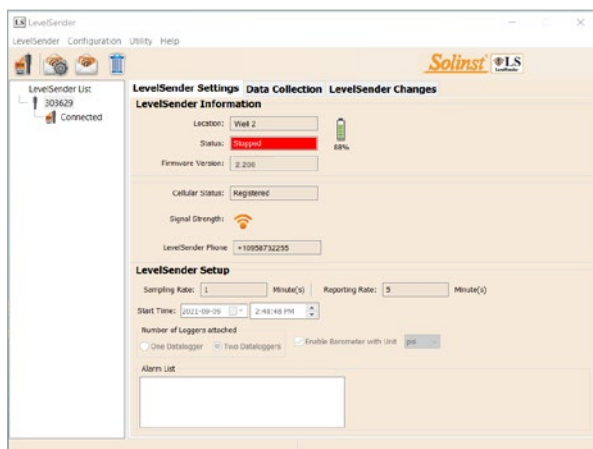 LS LevelSender
LevelSender Configuration Utility Help
Solinst LS
LevelSender
LevelSender List
303629
Connected
LevelSender Settings Data Collection LevelSender Changes
LevelSender Information
Location: Well 2
Status: Stopped
88%
Firmware Version: 2.200
Cellular Status: Registered
Signal Strength:
LevelSender Phone +10958732255
LevelSender Setup
Sampling Rate: 1 Minute(s) Reporting Rate: 5 Minute(s)
Start Time: 2021-09-09 2:48:48 PM
Number of Loggers attached
One Datalogger Two Dataloggers Enable Barometer with Unit psi
Alarm List